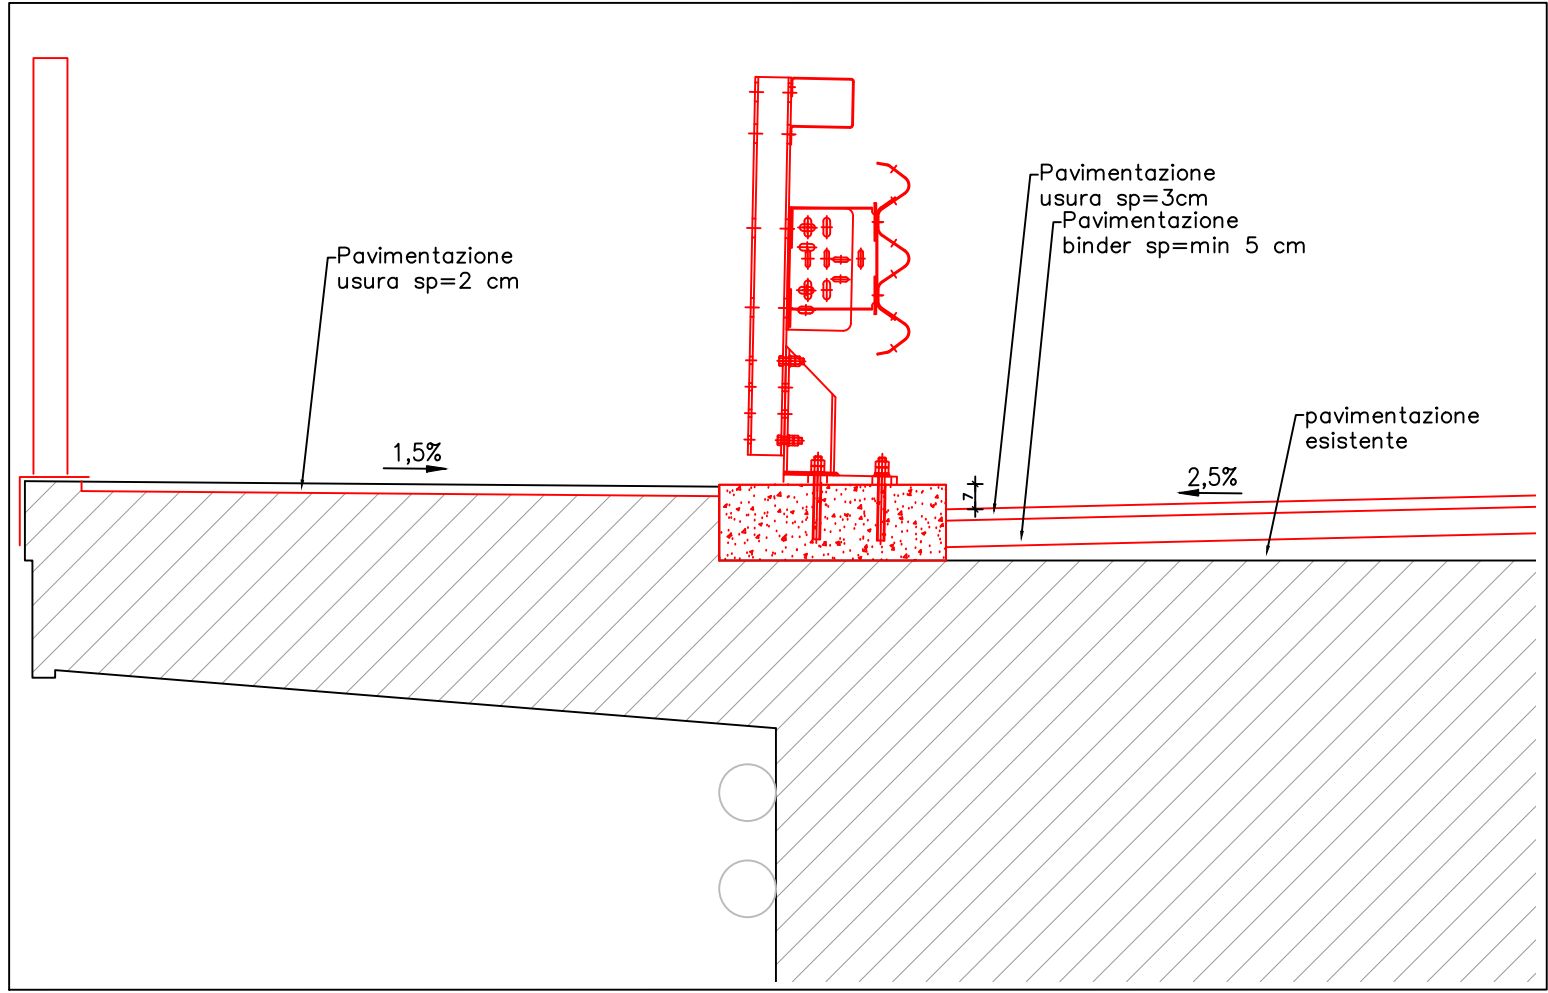 Pavimentazione
usura sp=3cm
Pavimentazione
binder sp=min 5 cm
Pavimentazione
usura sp=2 cm
pavimentazione
esistente
1,5%
2,5%
7